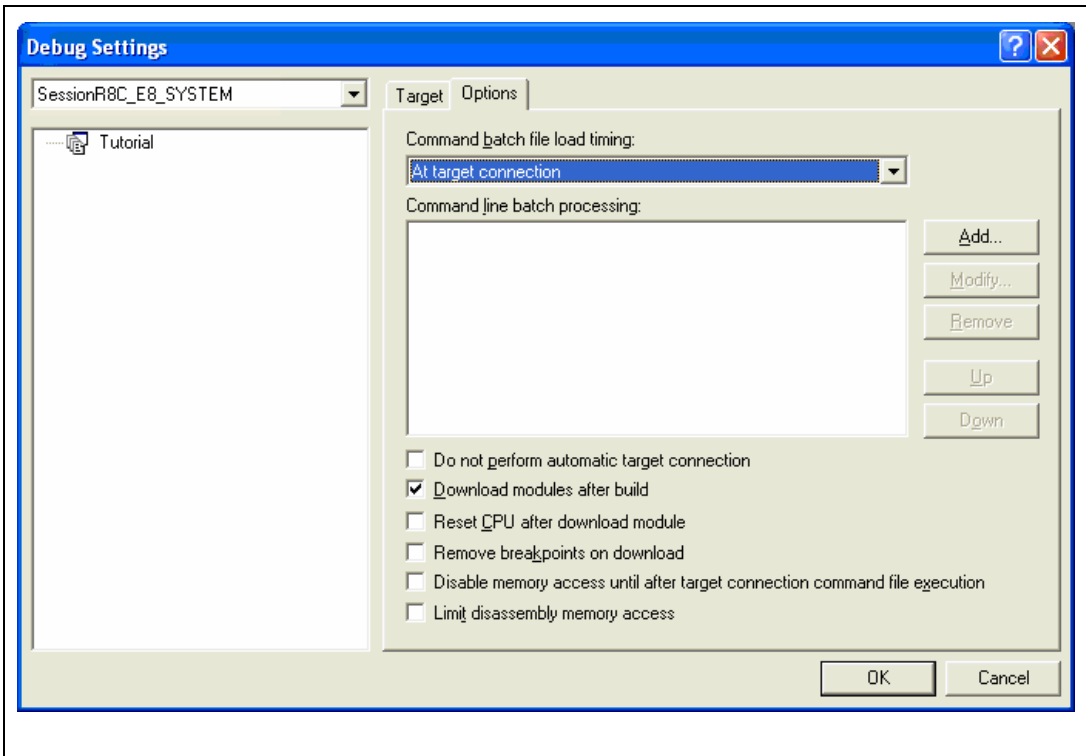 Debug Settings
SessionR8C_E8_SYSTEM
Tutorial
Target
Options
Command batch file load timing:
At target connection
Command line batch processing:
Add...
Modify...
Remove
Up
Down
Do not perform automatic target connection
Download modules after build
Reset CPU after download module
Remove breakpoints on download
Disable memory access until after target connection command file execution
Limit disassembly memory access
OK
Cancel